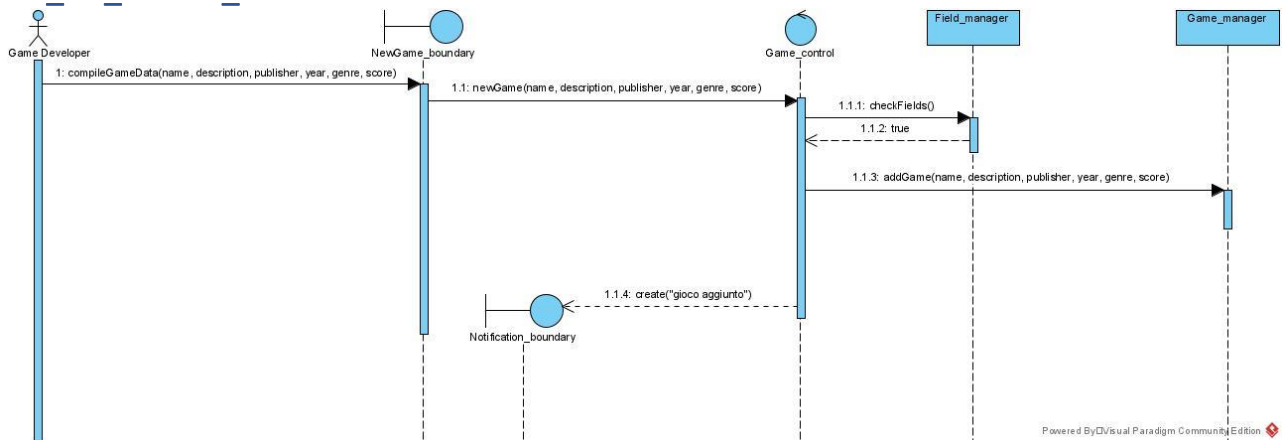 Field_manager
Game_manager
Game Developer
NewGame_boundary
Game_control
1: compileGameData(name, description, publisher, year, genre, score)
1.1: newGame(name, description, publisher, year, genre, score)
1.1.1: checkFields()
1.1.2: true
1.1.3: addGame(name, description, publisher, year, genre, score)
1.1.4: create("gioco aggiunto")
Notification_boundary
Powered By□Visual Paradigm Community Edition